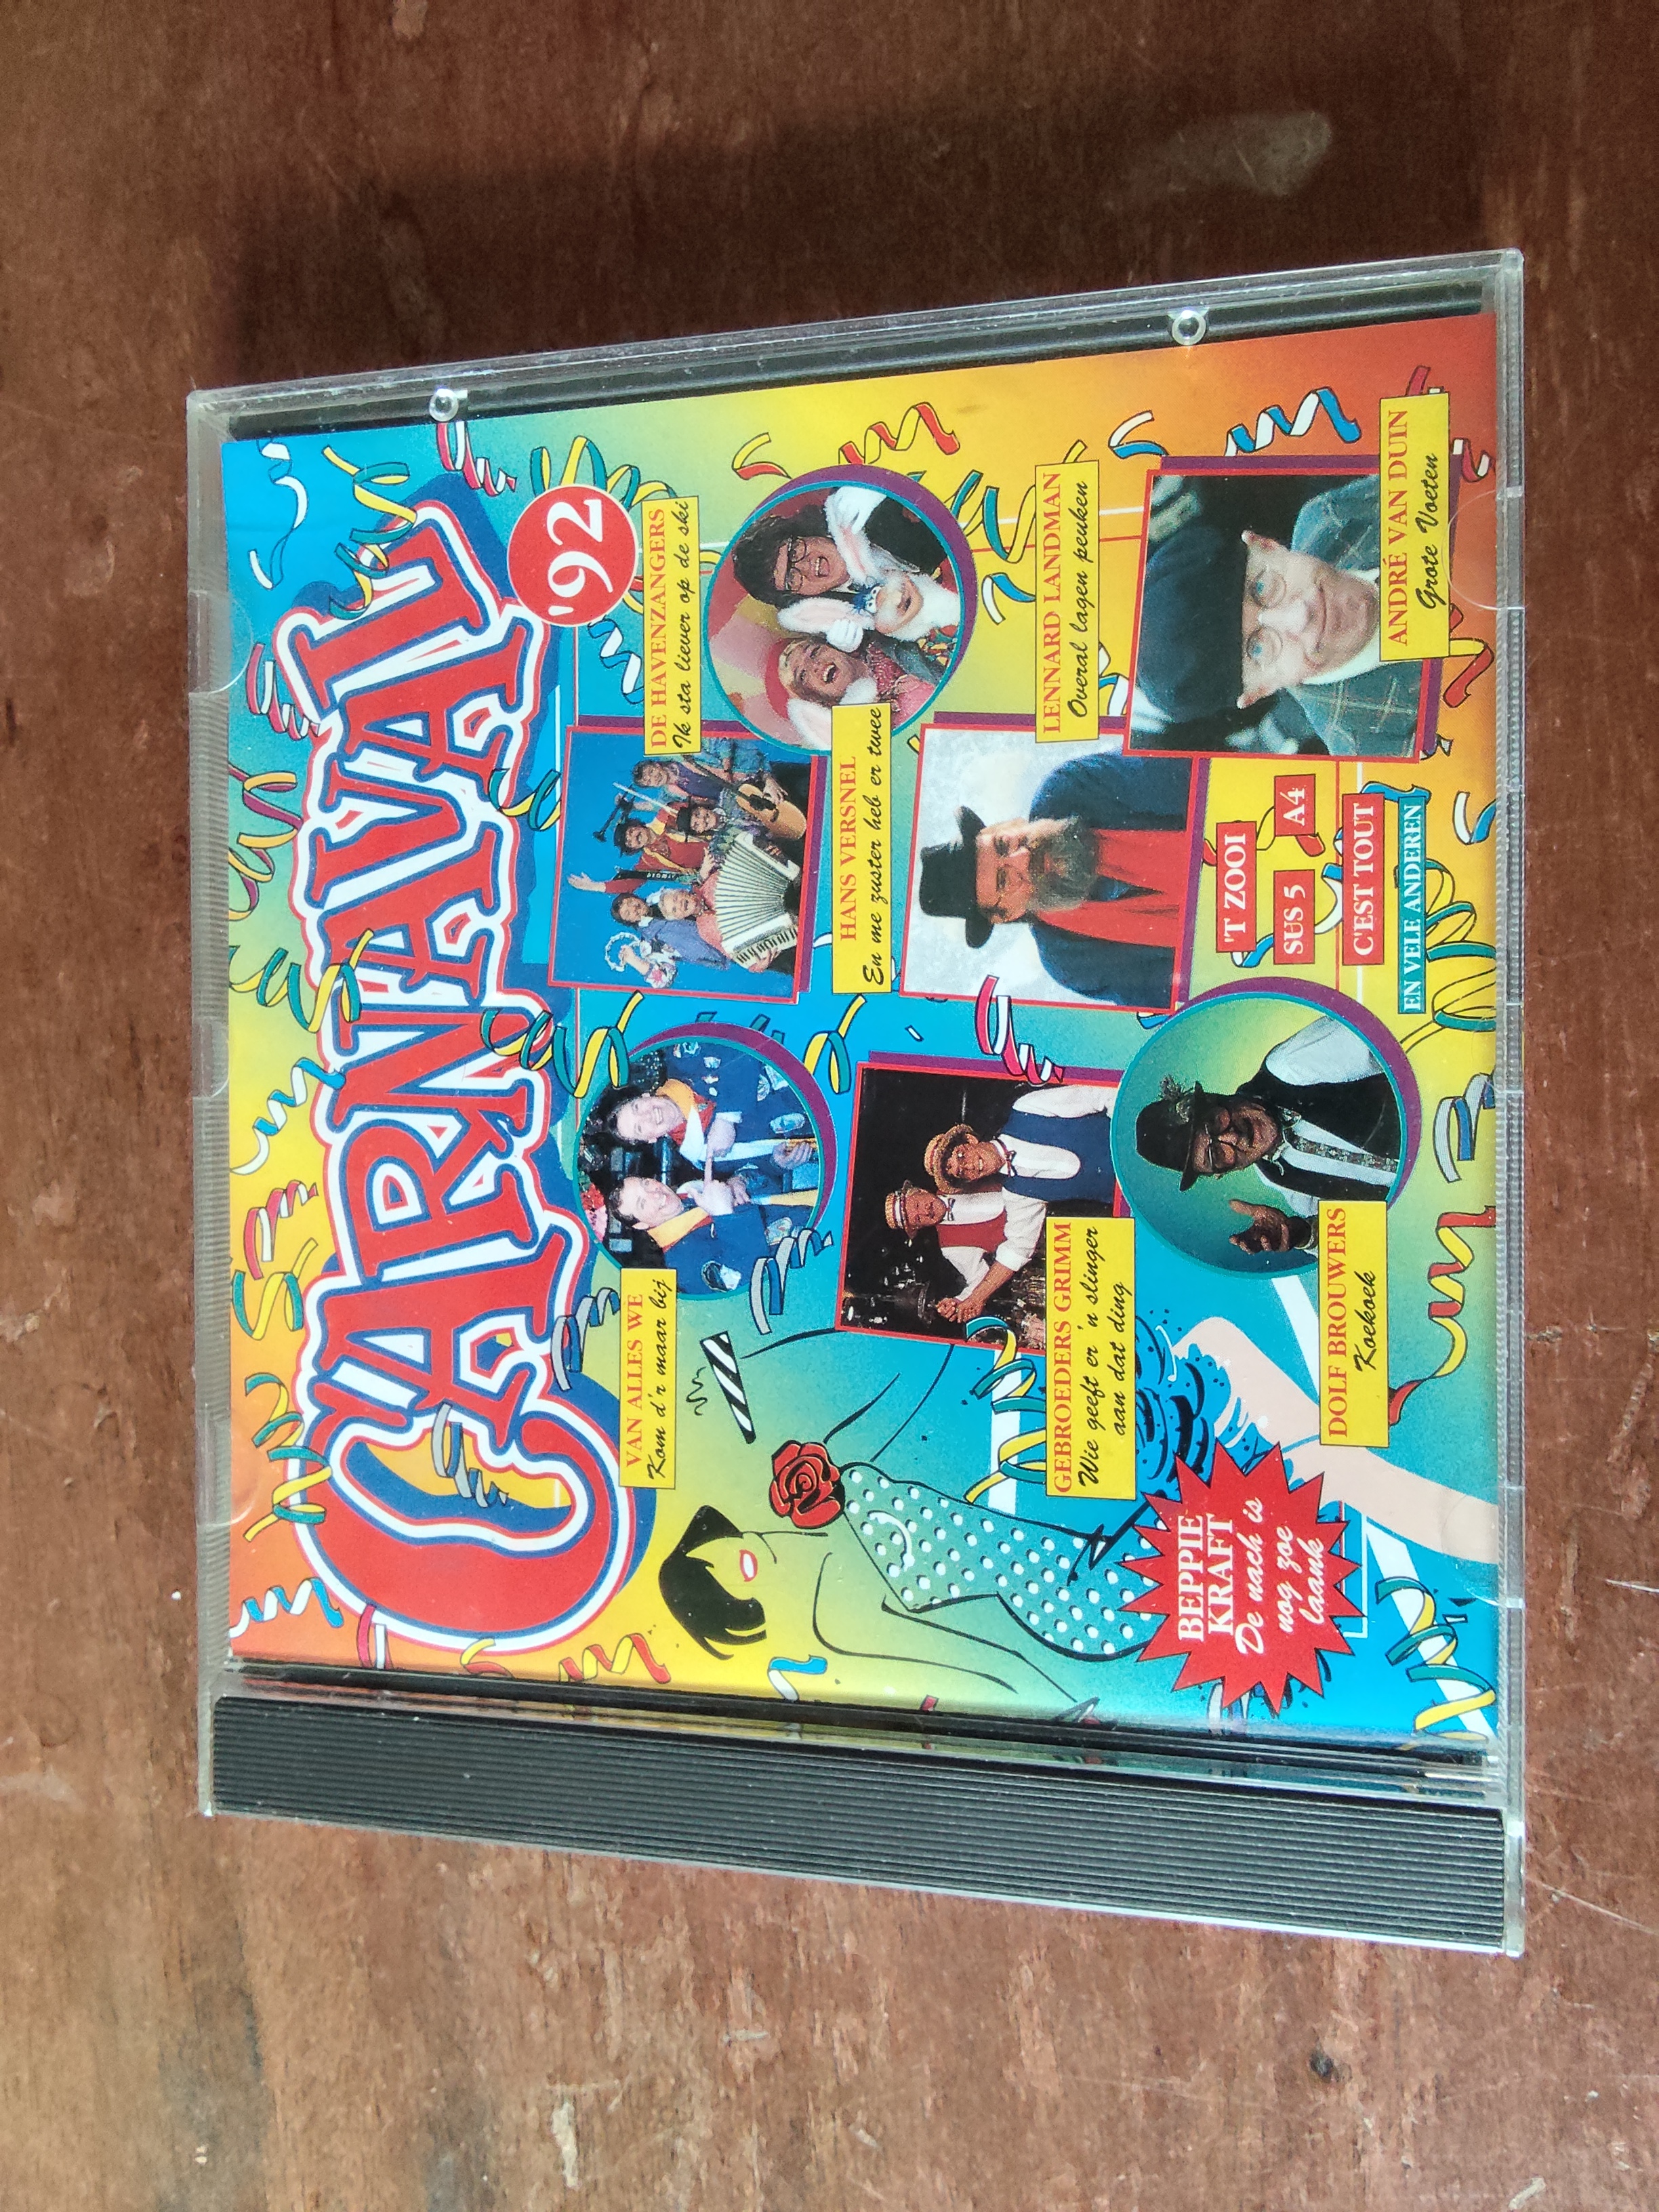 CARNAVAL
'92
VAN ALLES WE
Kom d'r maar bij
DE HAVENZANGERS
Ik sta liever op de ski
HANS VERSNEL
En me zuster heb er twee
GEBROEDERS GRIMM
Wie geeft er 'n slinger
aan dat ding
LENNARD LANDMAN
Overal lagen peuken
BEPPIE
KRAFT
De nach is
nog zoe
laank
DOLF BROUWERS
Koekoek
'T ZOOI
SUS 5
A4
C'EST TOUT
EN VELE ANDEREN
ANDRÉ VAN DUIN
Grote Voeten